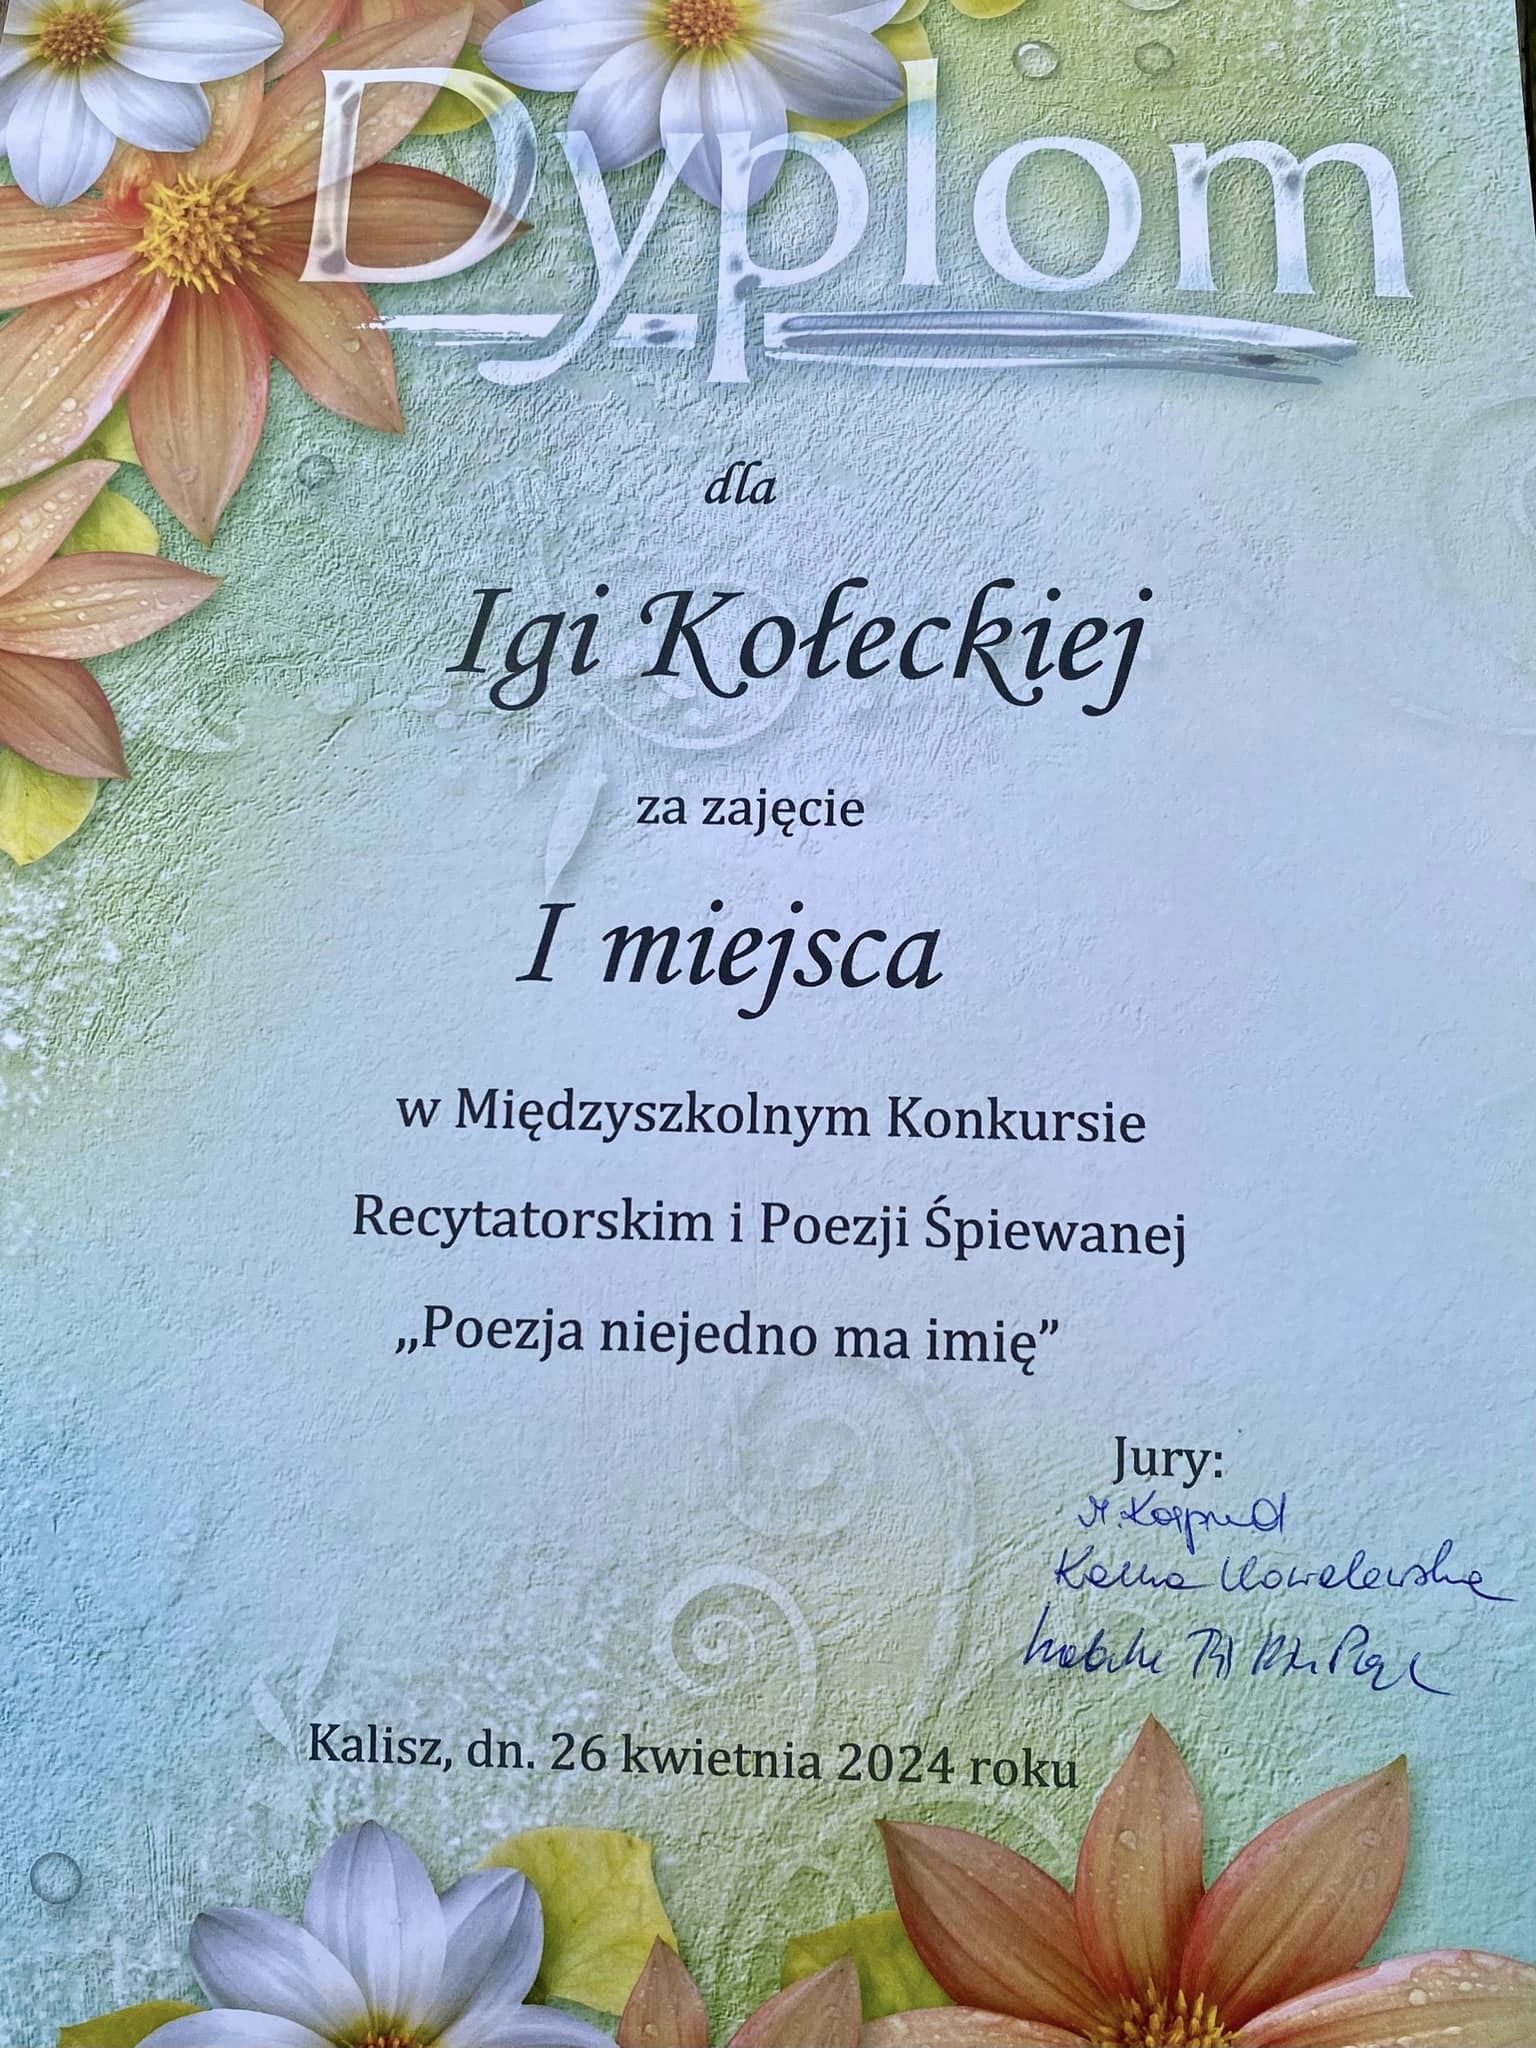 Dyplom
dla
Igi Kołeckiej
za zajęcie
I miejsca
w Międzyszkolnym Konkursie
Recytatorskim i Poezji Śpiewanej
„Poezja niejedno ma imię”
Jury:
Kalisz, dn. 26 kwietnia 2024 roku